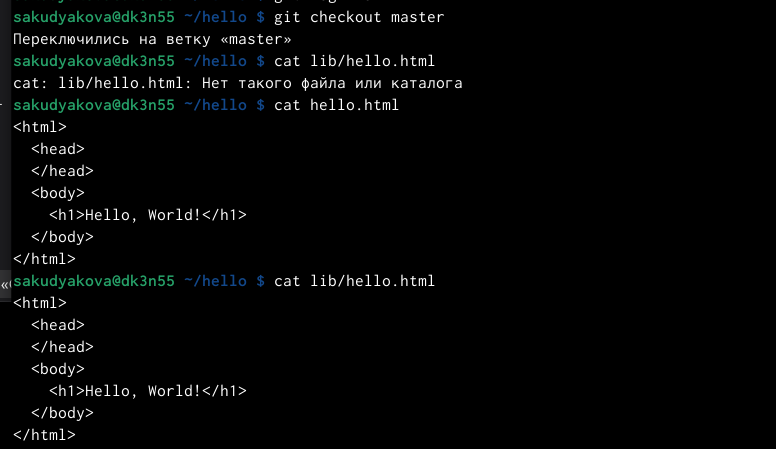 sakudyakova@dk3n55 ~/hello $ git checkout master
Переключились на ветку «master»
sakudyakova@dk3n55 ~/hello $ cat lib/hello.html
cat: lib/hello.html: Нет такого файла или каталога
sakudyakova@dk3n55 ~/hello $ cat hello.html
<html>
  <head>
  </head>
  <body>
    <h1>Hello, World!</h1>
  </body>
</html>
sakudyakova@dk3n55 ~/hello $ cat lib/hello.html
<html>
  <head>
  </head>
  <body>
    <h1>Hello, World!</h1>
  </body>
</html>